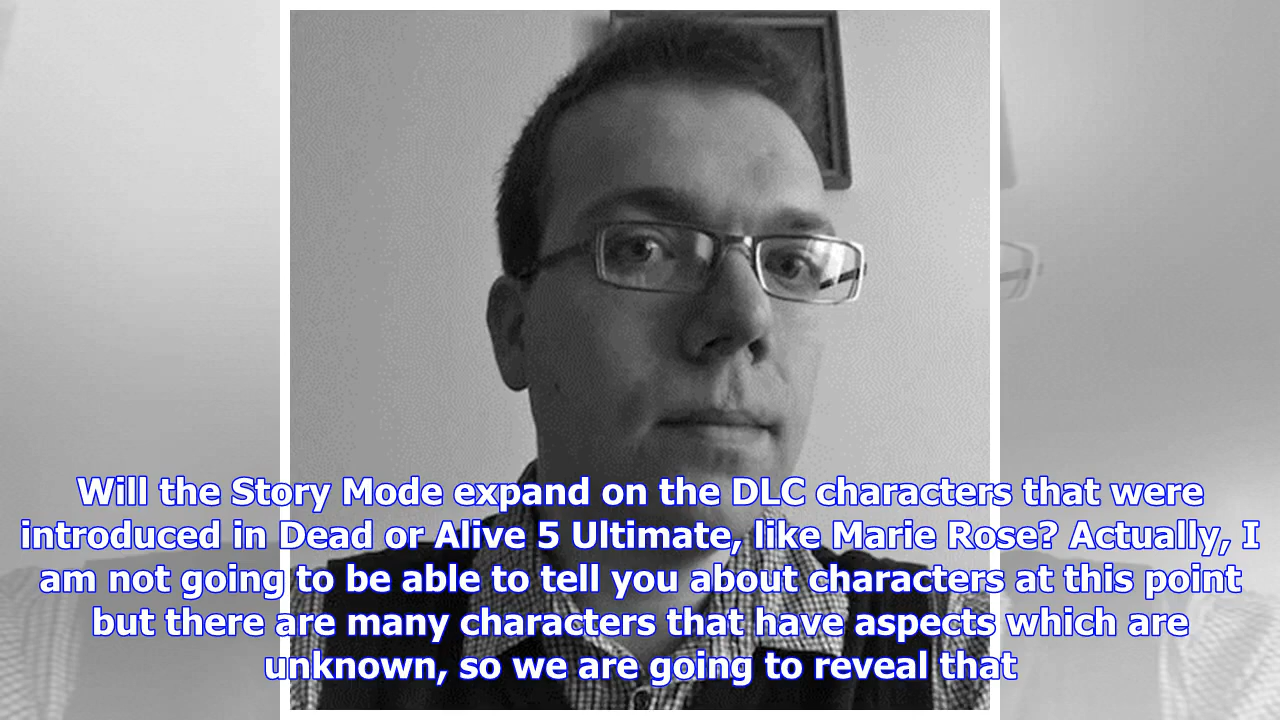 Will the Story Mode expand on the DLC characters that were
introduced in Dead or Alive 5 Ultimate, like Marie Rose? Actually, I
am not going to be able to tell you about characters at this point
but there are many characters that have aspects which are
unknown, so we are going to reveal that